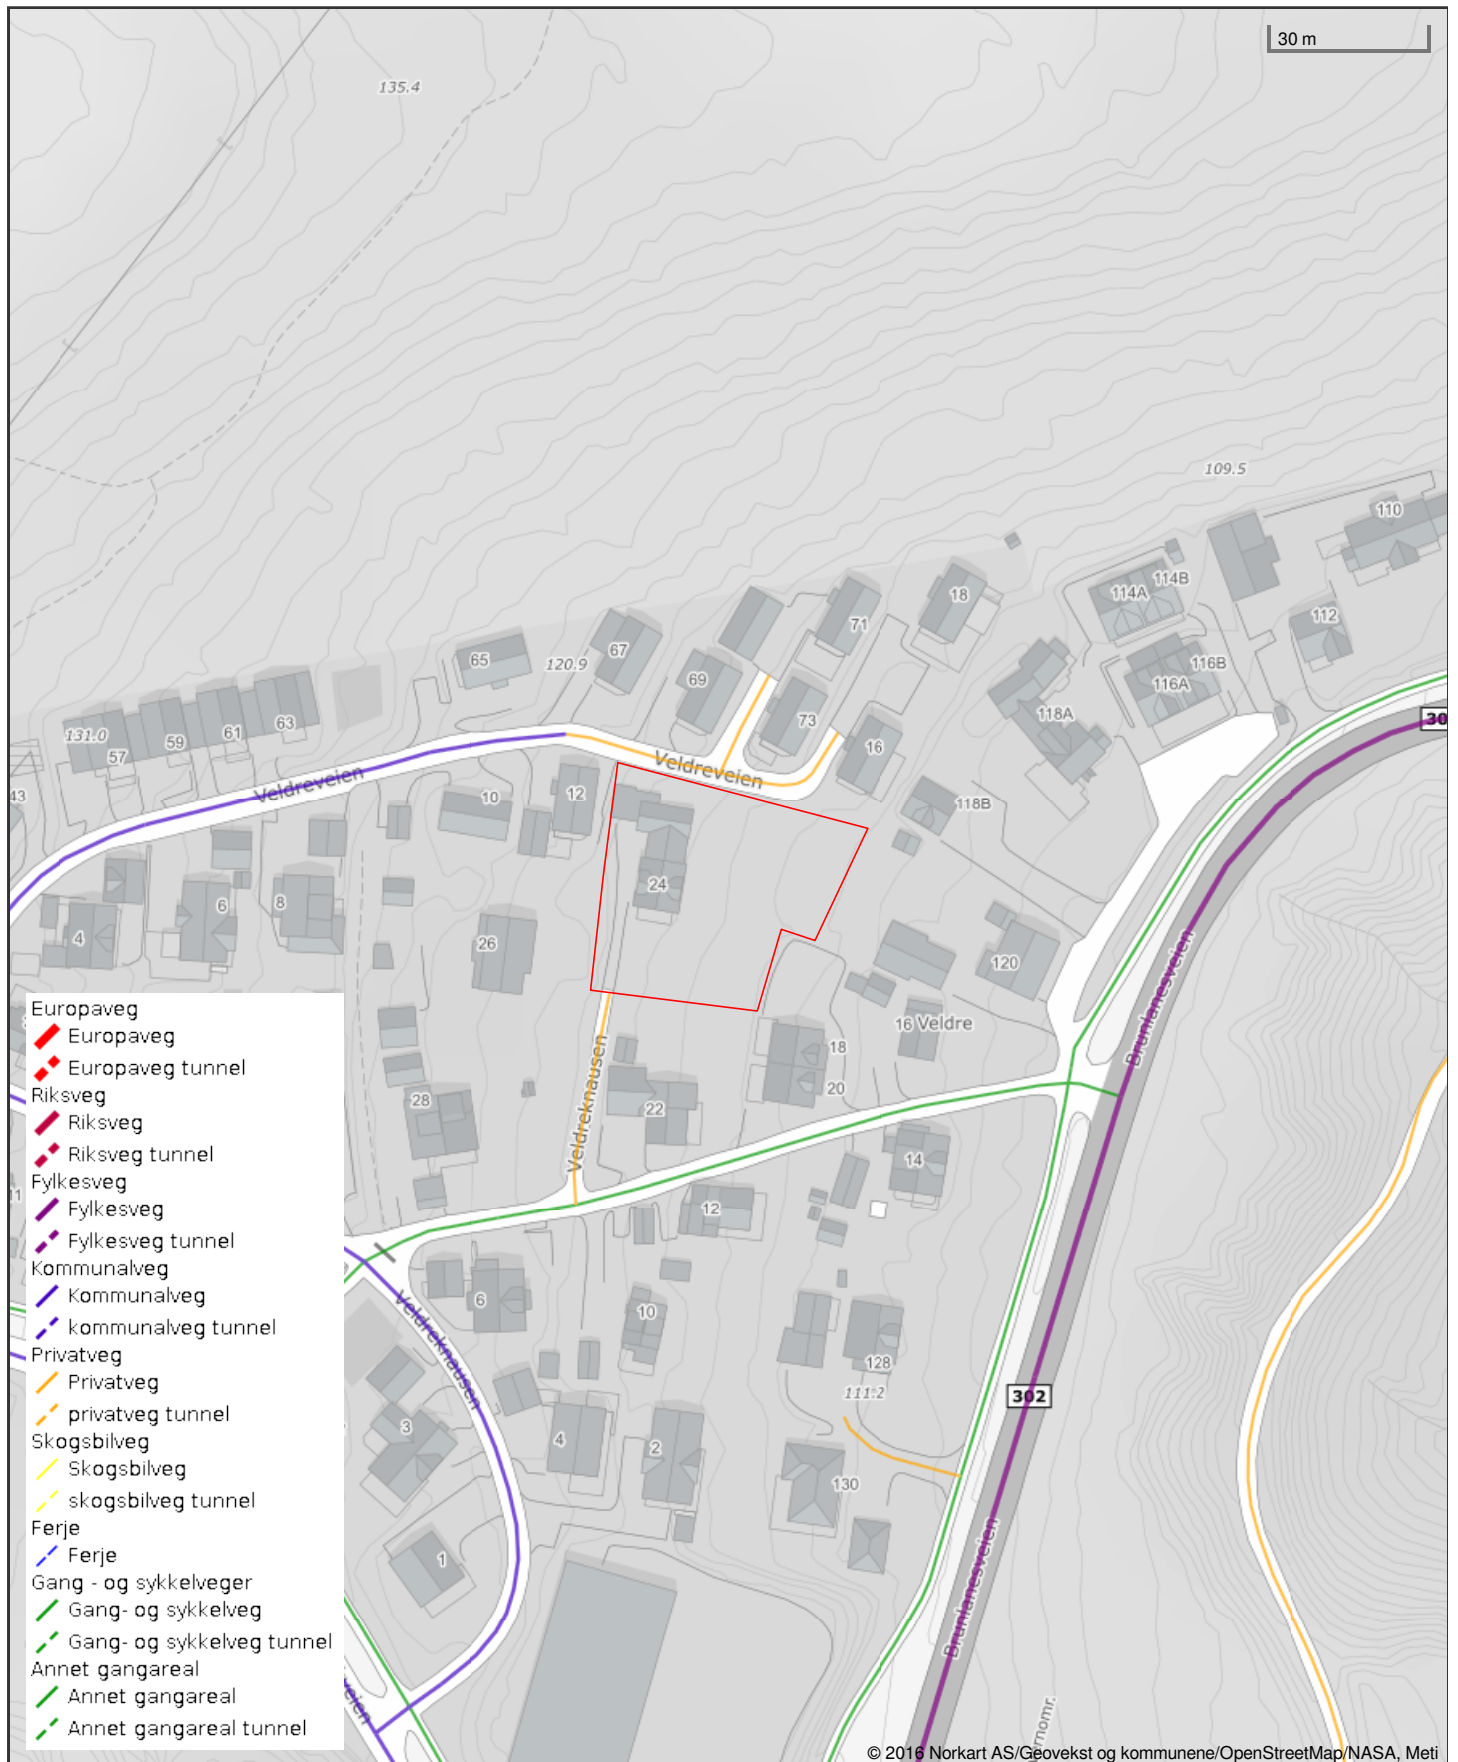 30 m
135.4
109.5
110
114B
114A
18
112
71
67
65
120.9
116B
69
116A
118A
73
30
63
61
131.0
59
57
16
Veldreveien
Veldreveien
43
10
12
118B
24
6
8
4
26
120
Brunlanesveien
Europaveg
Europaveg
Europaveg tunnel
Riksveg
Riksveg
Riksveg tunnel
Fylkesveg
Fylkesveg
Fylkesveg tunnel
Kommunalveg
Kommunalveg
kommunalveg tunnel
Privatveg
Privatveg
privatveg tunnel
Skogsbilveg
Skogsbilveg
skogsbilveg tunnel
Ferje
Ferje
Gang - og sykkelveger
Gang- og sykkelveg
Gang- og sykkelveg tunnel
Annet gangareal
Annet gangareal
Annet gangareal tunnel
16 Veldre
18
20
28
22
Veldreknausen
14
12
6
10
Veldreknausen
128
111.2
302
3
4
2
130
1
Brunlanesveien
veien
© 2016 Norkart AS/Geovekst og kommunene/OpenStreetMap/NASA, Meti